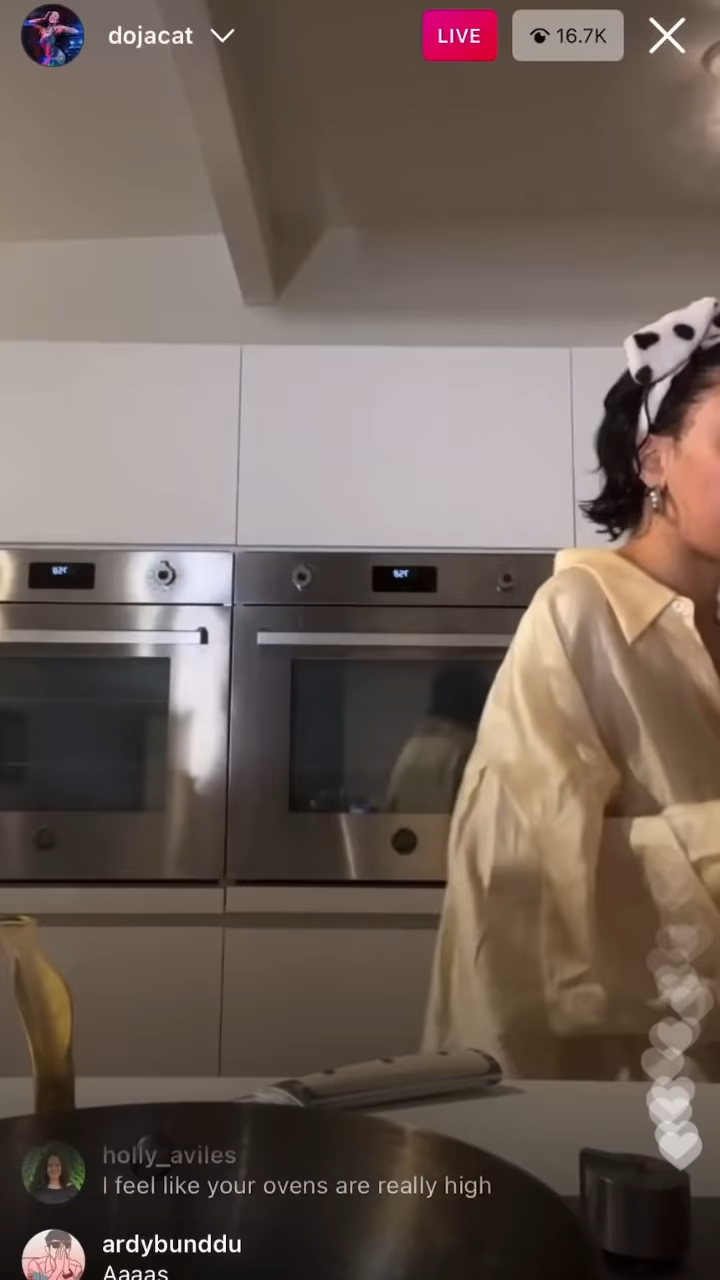 dojacat
LIVE
16.7K
holly_aviles
I feel like your ovens are really high
ardybunddu
Aaaas